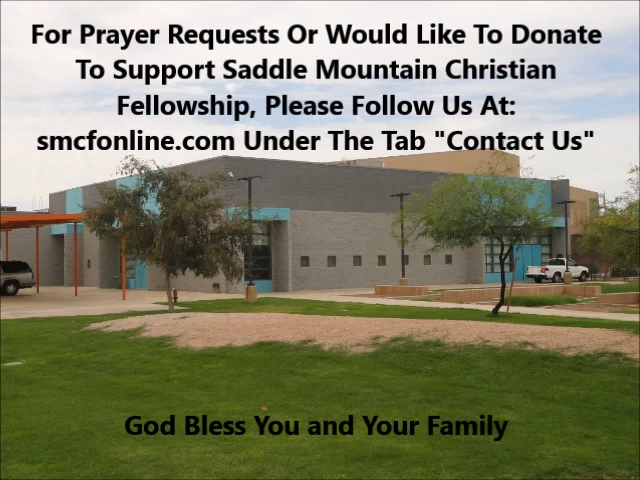 For Prayer Requests Or Would Like To Donate
To Support Saddle Mountain Christian
Fellowship, Please Follow Us At:
smcfonline.com Under The Tab "Contact Us"
God Bless You and Your Family